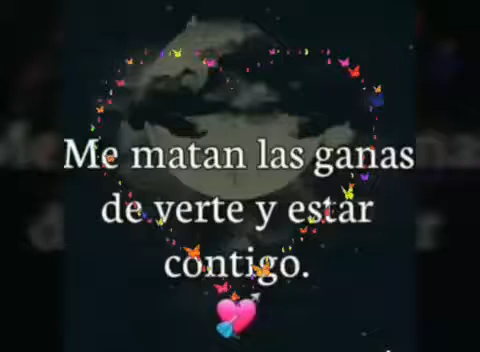 Me matan las ganas
de verte y estar
contigo.